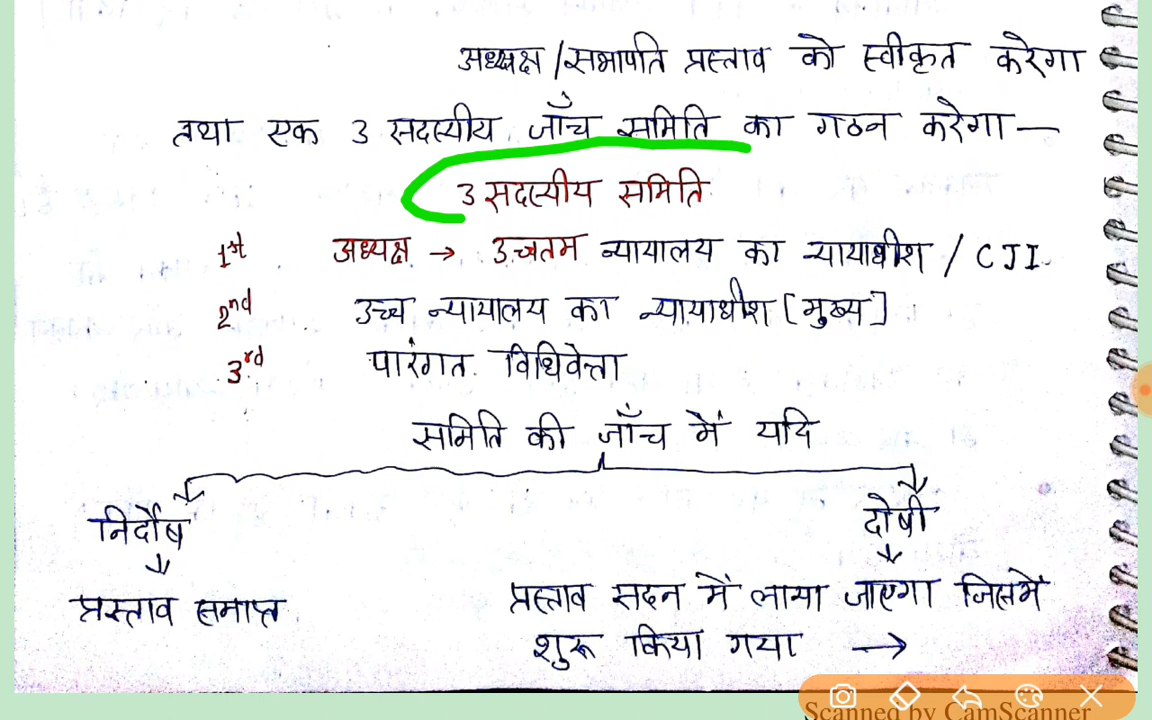 अध्यक्ष/सभापति प्रस्ताव को स्वीकृत करेगा
तथा एक 3 सदस्यीय जाँच समिति का गठन करेगा—
3 सदस्यीय समिति
1st अध्यक्ष → उच्चतम न्यायालय का न्यायाधीश / CJI
2nd उच्च न्यायालय का न्यायाधीश [मुख्य]
3rd पारंगत विधिवेत्ता
समिति की जाँच में यदि
निर्दोष दोषी
प्रस्ताव समाप्त प्रस्ताव सदन में लाया जाएगा जिसमें
शुरू किया गया →
Scanned by CamScanner